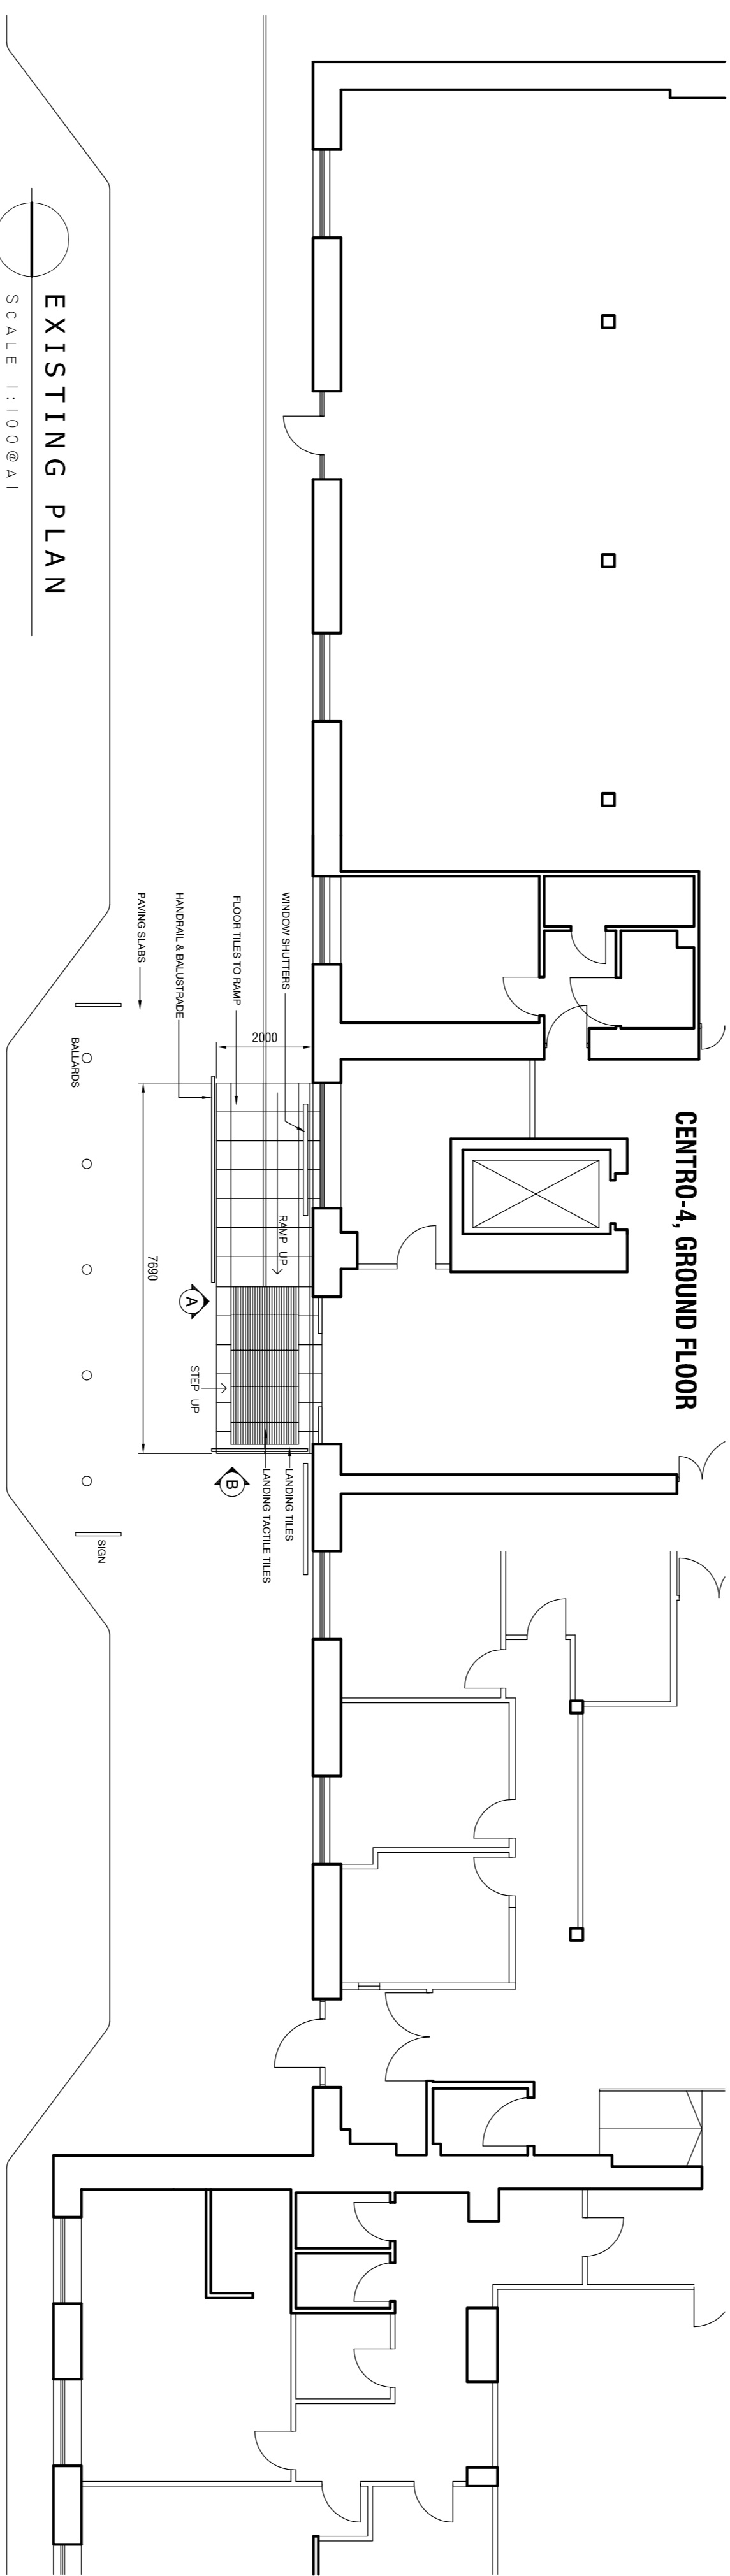 CENTRO-4, GROUND FLOOR
WINDOW SHUTTERS
FLOOR TILES TO RAMP
HANDRAIL & BALUSTRADE
PAVING SLABS
2000
RAMP UP
7690
BALLARDS
A
STEP UP
B
LANDING TILES
LANDING TACTILE TILES
SIGN
EXISTING PLAN
SCALE 1:100@A1